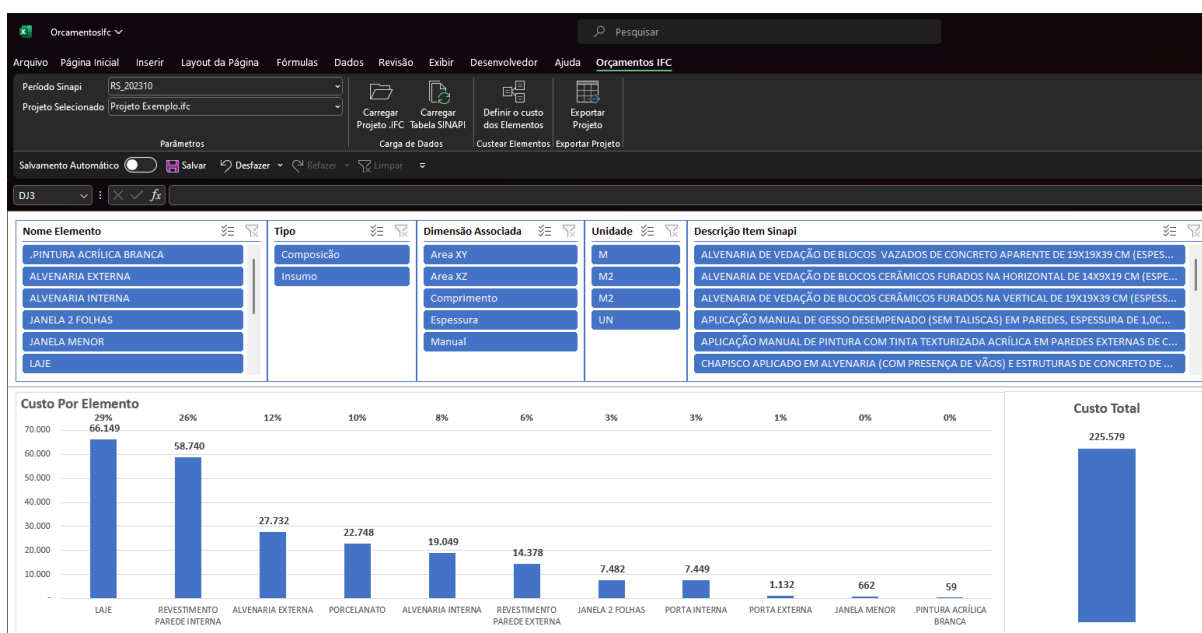 OrcamentosIfc
Pesquisar
Arquivo Página Inicial Inserir Layout da Página Fórmulas Dados Revisão Exibir Desenvolvedor Ajuda Orçamentos IFC
Período Sinapi RS_202310
Projeto Selecionado Projeto Exemplo.ifc
Carregar Projeto .IFC
Carregar Tabela SINAPI
Definir o custo dos Elementos
Exportar Projeto
Parâmetros Carga de Dados Custear Elementos Exportar Projeto
Salvamento Automático Salvar Desfazer Refazer Limpar
DJ3 fx
Nome Elemento
.PINTURA ACRÍLICA BRANCA
ALVENARIA EXTERNA
ALVENARIA INTERNA
JANELA 2 FOLHAS
JANELA MENOR
LAJE
Tipo
Composicão
Insumo
Dimensão Associada
Area XY
Area XZ
Comprimento
Espessura
Manual
Unidade
M
M2
M2
UN
Descrição Item Sinapi
ALVENARIA DE VEDAÇÃO DE BLOCOS VAZADOS DE CONCRETO APARENTE DE 19X19X39 CM (ESPES...
ALVENARIA DE VEDAÇÃO DE BLOCOS CERÂMICOS FURADOS NA HORIZONTAL DE 14X9X19 CM (ESPE...
ALVENARIA DE VEDAÇÃO DE BLOCOS CERÂMICOS FURADOS NA VERTICAL DE 19X19X39 CM (ESPESS...
APLICAÇÃO MANUAL DE GESSO DESEMPENADO (SEM TALISCAS) EM PAREDES, ESPESSURA DE 1,0C...
APLICAÇÃO MANUAL DE PINTURA COM TINTA TEXTURIZADA ACRÍLICA EM PAREDES EXTERNAS DE C...
CHAPISCO APLICADO EM ALVENARIA (COM PRESENÇA DE VÃOS) E ESTRUTURAS DE CONCRETO DE ...
Custo Por Elemento
29% 26% 12% 10% 8% 6% 3% 3% 1% 0% 0%
70.000
60.000
50.000
40.000
30.000
20.000
10.000
-
66.149 58.740 27.732 22.748 19.049 14.378 7.482 7.449 1.132 662 59
LAJE
REVESTIMENTO PAREDE INTERNA
ALVENARIA EXTERNA
PORCELANATO
ALVENARIA INTERNA
REVESTIMENTO PAREDE EXTERNA
JANELA 2 FOLHAS
PORTA INTERNA
PORTA EXTERNA
JANELA MENOR
.PINTURA ACRÍLICA BRANCA
Custo Total
225.579